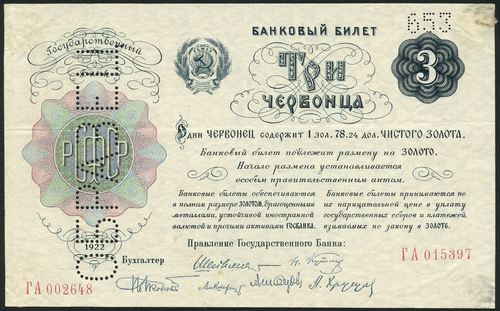 Государственный
БАНКОВЫЙ БИЛЕТ
653
ТРИ
ЧЕРВОНЦА
3
Один ЧЕРВОНЕЦ содержит 1 зол. 78.24 дол. ЧИСТОГО ЗОЛОТА.
Банковый билет подлежит размену на ЗОЛОТО.
Начало размена устанавливается
особым правительственным актом.
РСФСР
Банковые билеты обеспечиваются
в полном размере ЗОЛОТОМ, драгоценными
металлами, устойчивой иностранной
валютой и прочими активами ГОСБАНКА.
Банковые билеты принимаются по
их нарицательной цене в уплату
государственных сборов и платежей,
взимаемых по закону в ЗОЛОТЕ.
1922
Правление Государственного Банка:
Бухгалтер
ГА 015397
ГА 002648